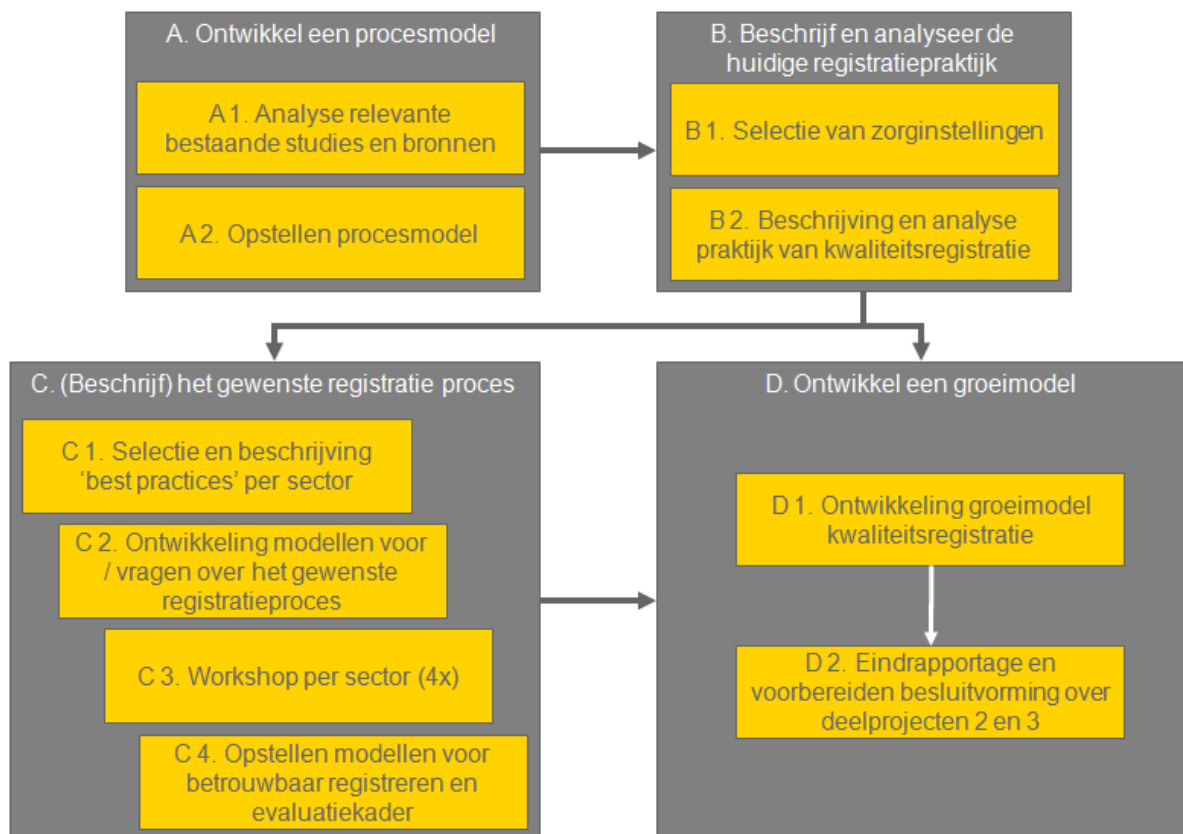 A. Ontwikkel een procesmodel
A 1. Analyse relevante
bestaande studies en bronnen
A 2. Opstellen procesmodel
B. Beschrijf en analyseer de
huidige registratiepraktijk
B 1. Selectie van zorginstellingen
B 2. Beschrijving en analyse
praktijk van kwaliteitsregistratie
C. (Beschrijf) het gewenste registratie proces
C 1. Selectie en beschrijving
‘best practices’ per sector
C 2. Ontwikkeling modellen voor
/ vragen over het gewenste
registratieproces
C 3. Workshop per sector (4x)
C 4. Opstellen modellen voor
betrouwbaar registreren en
evaluatiekader
D. Ontwikkel een groeimodel
D 1. Ontwikkeling groeimodel
kwaliteitsregistratie
D 2. Eindrapportage en
voorbereiden besluitvorming over
deelprojecten 2 en 3